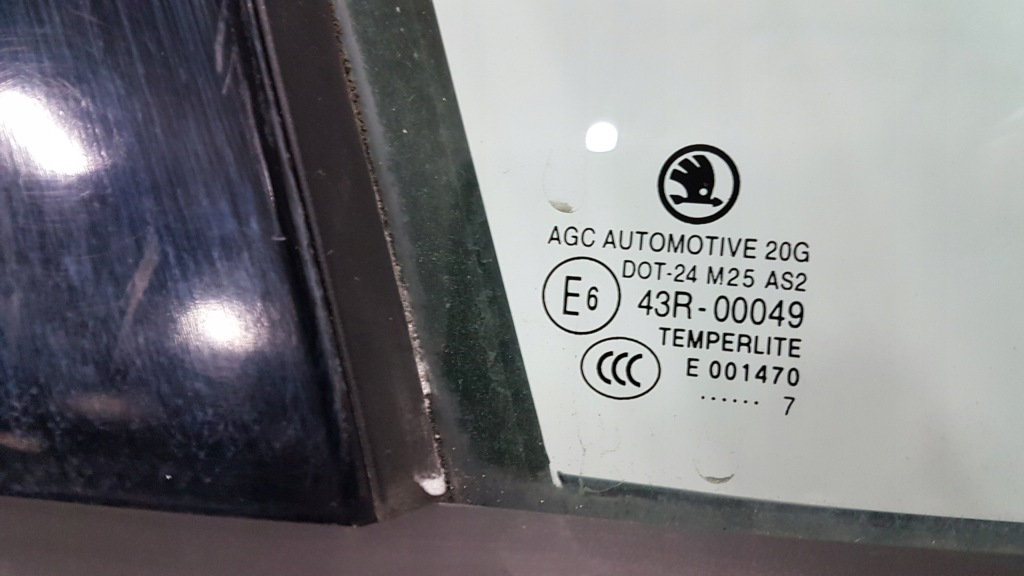 AGC AUTOMOTIVE 20G
DOT-24 M25 AS2
E6 43R-00049
TEMPERLITE
CCC E 001470
...... 7